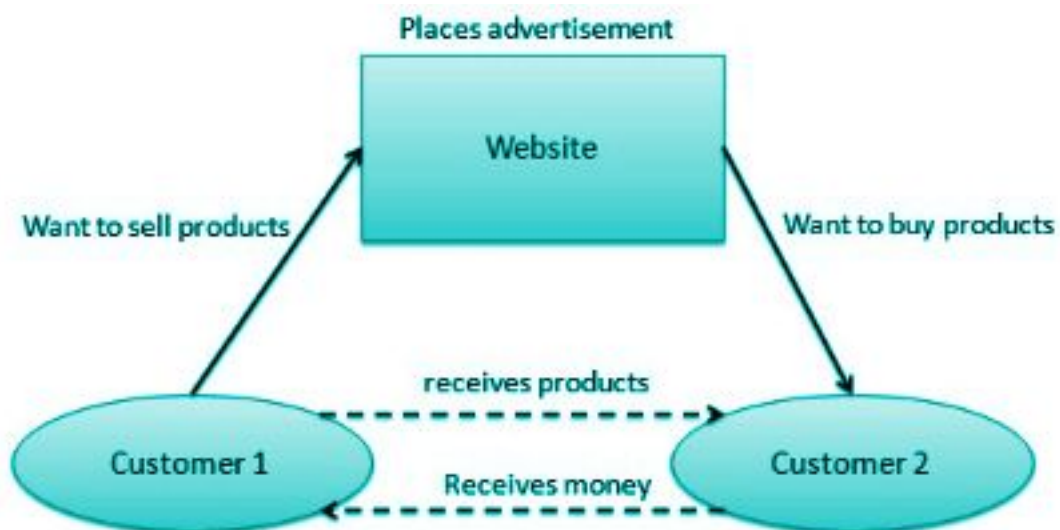 Places advertisement
Website
Want to sell products
Want to buy products
receives products
Customer 1
Customer 2
Receives money